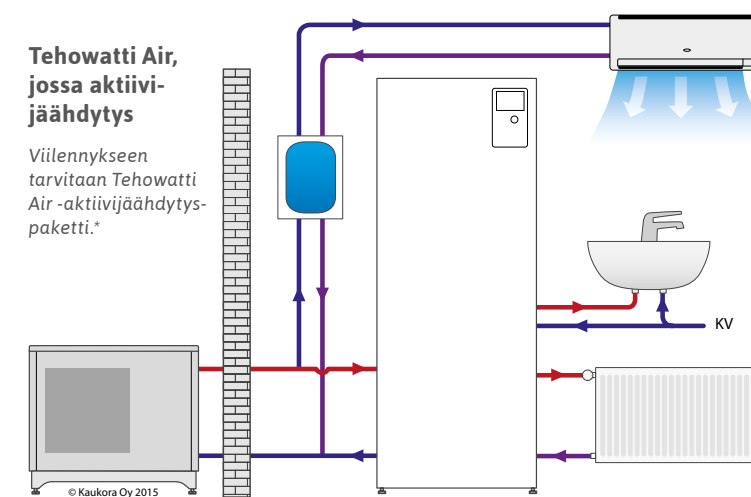 Tehowatti Air,
jossa aktiivi-
jäähdytys
Viilennykseen
tarvitaan Tehowatti
Air -aktiivijäähdytys-
paketti.*
KV
© Kaukora Oy 2015